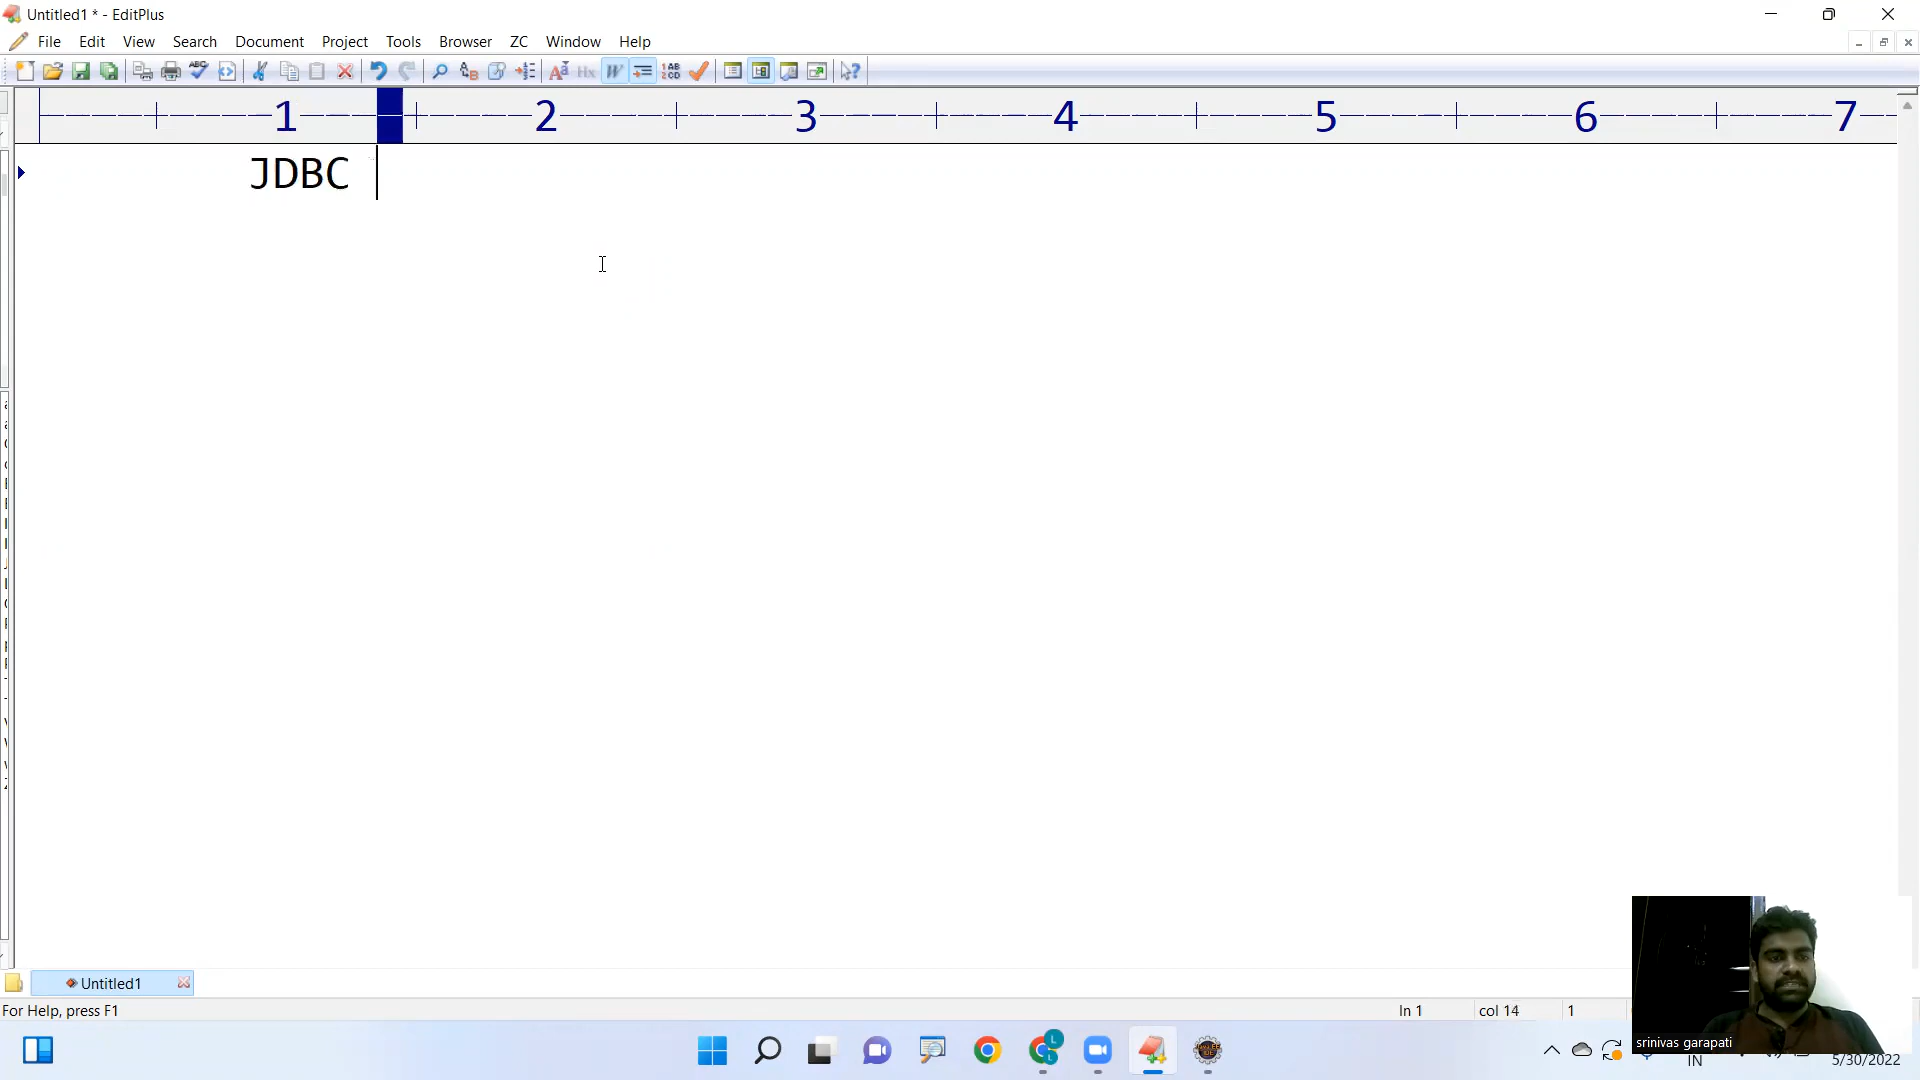 Untitled1 * - EditPlus
File Edit View Search Document Project Tools Browser ZC Window Help
1 2 3 4 5 6 7
JDBC
Untitled1
For Help, press F1
ln 1 col 14 1
srinivas garapati
IN
5/30/2022